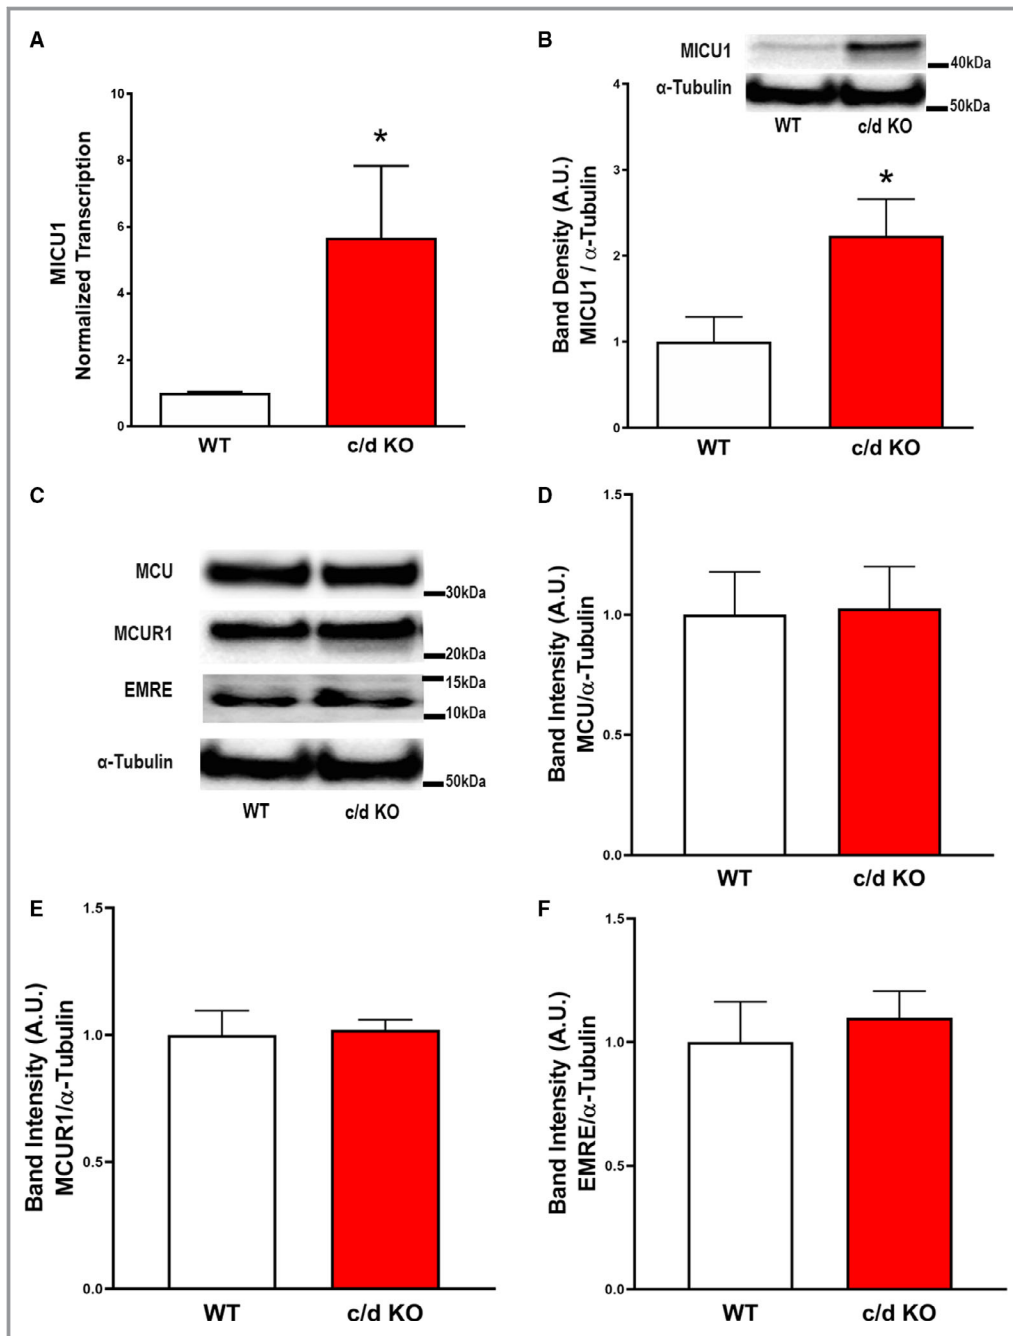 A
MICU1
Normalized Transcription
10
8
6
4
2
0
*
WT
c/d KO
B
MICU1
40kDa
α-Tubulin
50kDa
WT
c/d KO
Band Density (A.U.)
MICU1 / α-Tubulin
4
3
2
1
0
*
WT
c/d KO
C
MCU
30kDa
MCUR1
20kDa
EMRE
15kDa
10kDa
α-Tubulin
50kDa
WT
c/d KO
D
Band Intensity (A.U.)
MCU/α-Tubulin
1.5
1.0
0.5
0.0
WT
c/d KO
E
Band Intensity (A.U.)
MCUR1/α-Tubulin
1.5
1.0
0.5
0.0
WT
c/d KO
F
Band Intensity (A.U.)
EMRE/α-Tubulin
1.5
1.0
0.5
0.0
WT
c/d KO